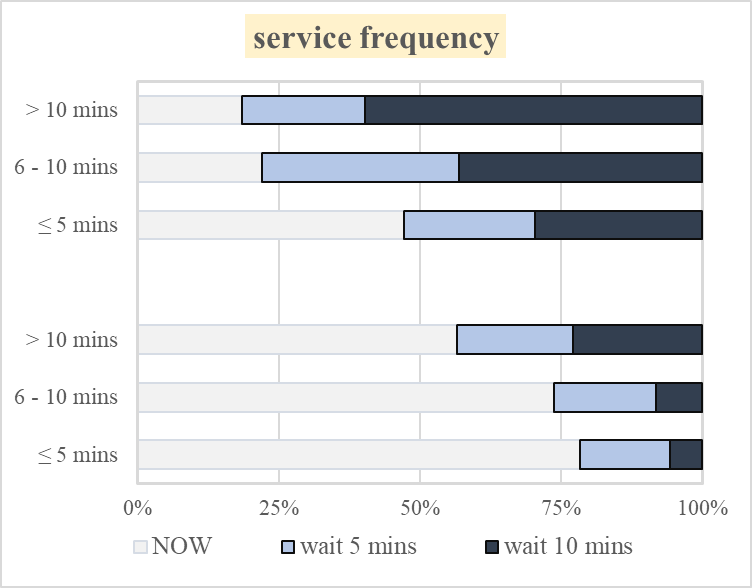 service frequency
> 10 mins
6 - 10 mins
≤ 5 mins
> 10 mins
6 - 10 mins
≤ 5 mins
0% 25% 50% 75% 100%
NOW wait 5 mins wait 10 mins